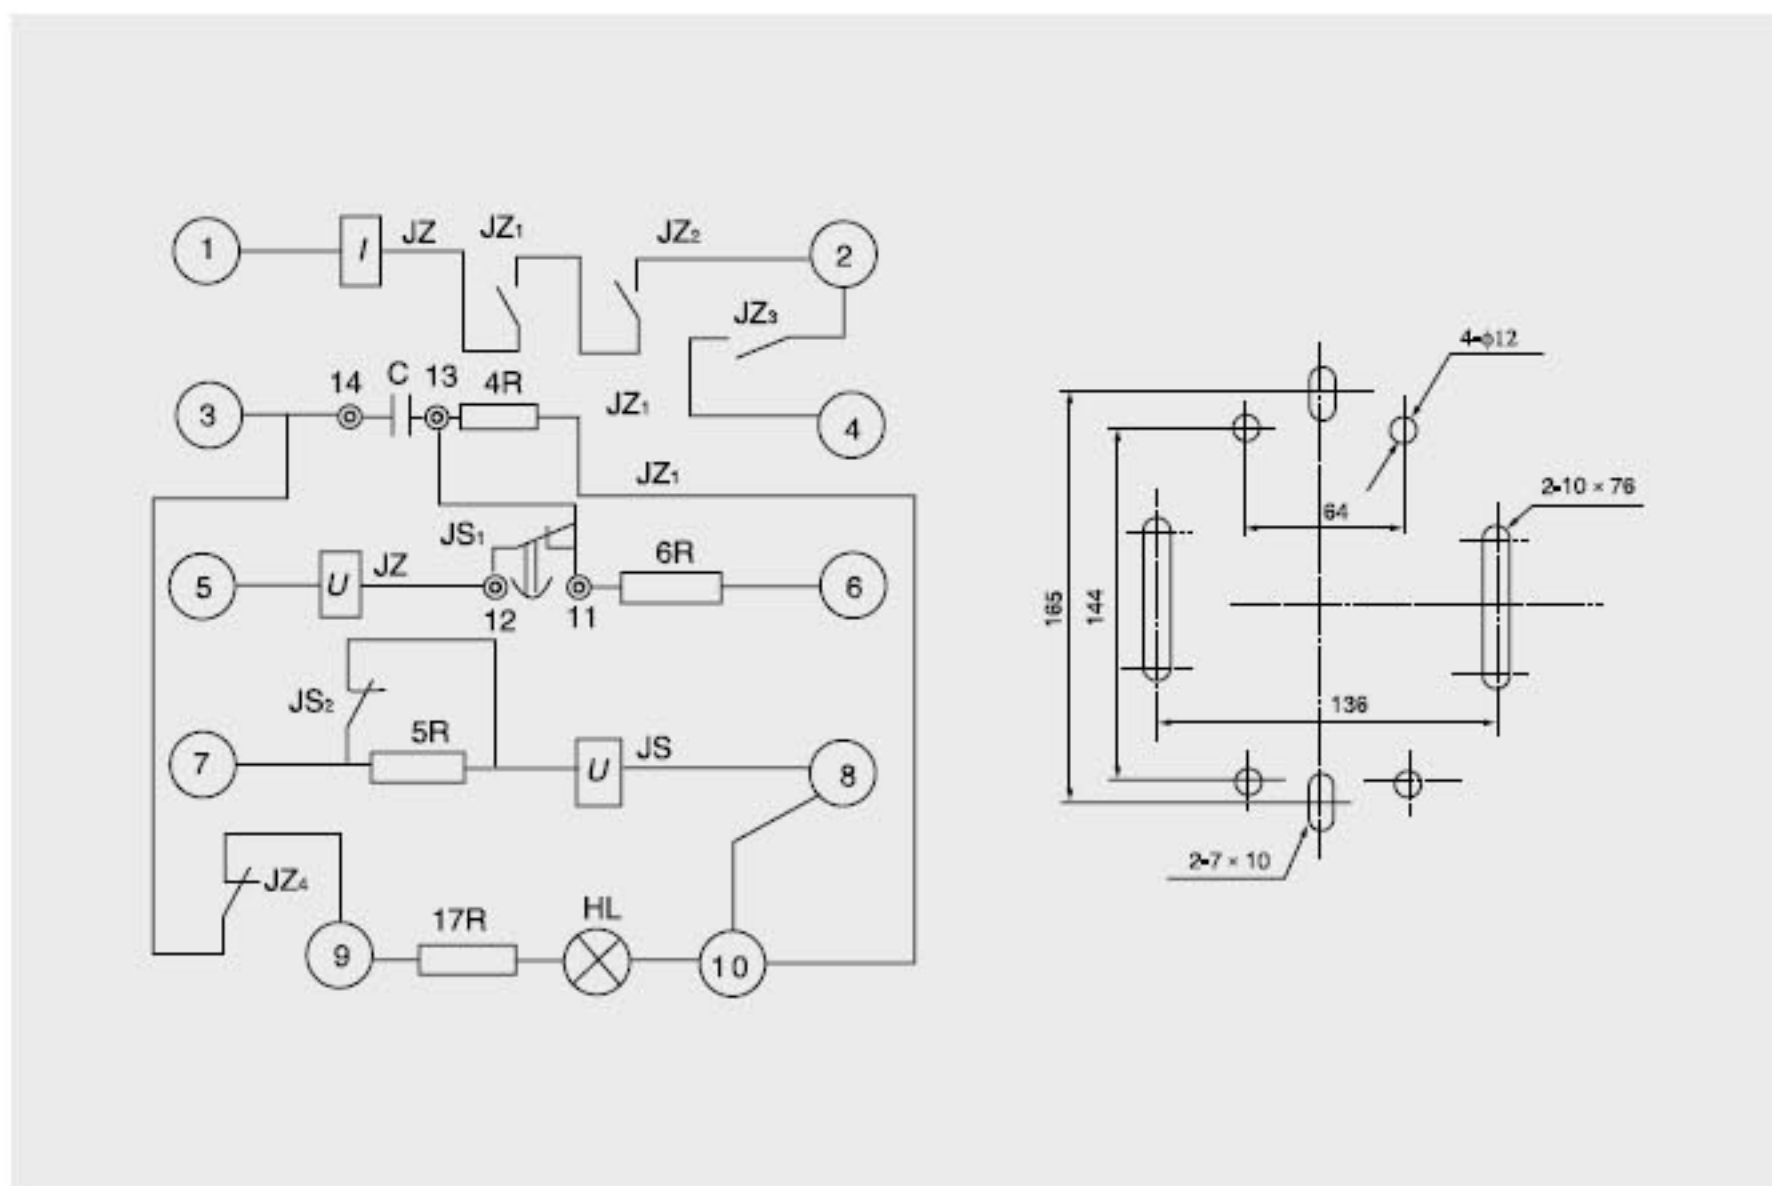 1
I
JZ
JZ₁
JZ₂
2
JZ₃
3
14
C
13
4R
JZ₁
4
JZ₁
JS₁
5
U
JZ
12
11
6R
6
JS₂
7
5R
U
JS
8
JZ₄
9
17R
HL
10
4-ϕ12
2-10 × 76
64
165
144
136
2-7 × 10